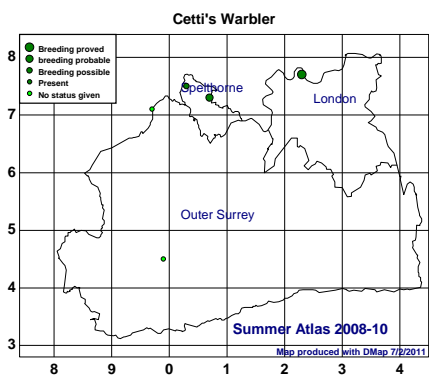 Cetti's Warbler
8
Breeding proved
breeding probable
Breeding possible
Present
No status given
Spelthorne
London
7
6
Outer Surrey
5
4
Summer Atlas 2008-10
Map produced with DMap 7/2/2011
3
8 9 0 1 2 3 4